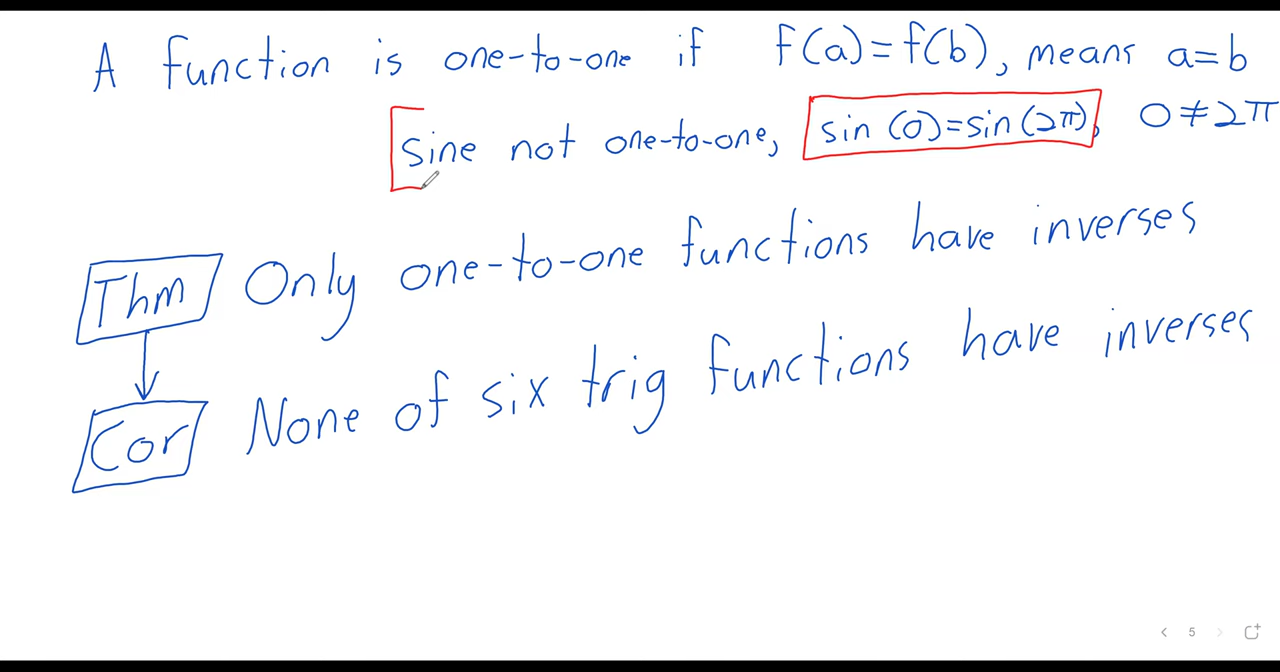 A function is one-to-one if f(a)=f(b), means a=b
sine not one-to-one, sin(0)=sin(2π), 0≠2π
Thm Only one-to-one functions have inverses
Cor None of six trig functions have inverses
5